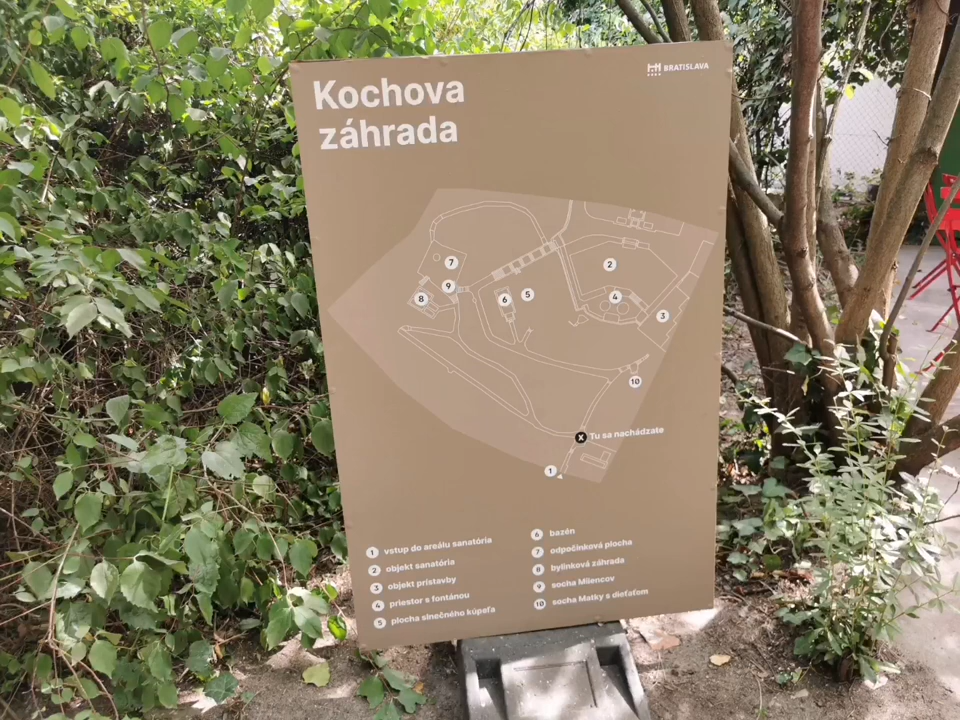 Kochova
záhrada
BRATISLAVA
7
2
9
8
6
5
4
3
10
X Tu sa nachádzate
1
1 vstup do areálu sanatória
2 objekt sanatória
3 objekt prístavby
4 priestor s fontánou
5 plocha slnečného kúpeľa
6 bazén
7 odpočinková plocha
8 bylinková záhrada
9 socha Milencov
10 socha Matky s dieťaťom